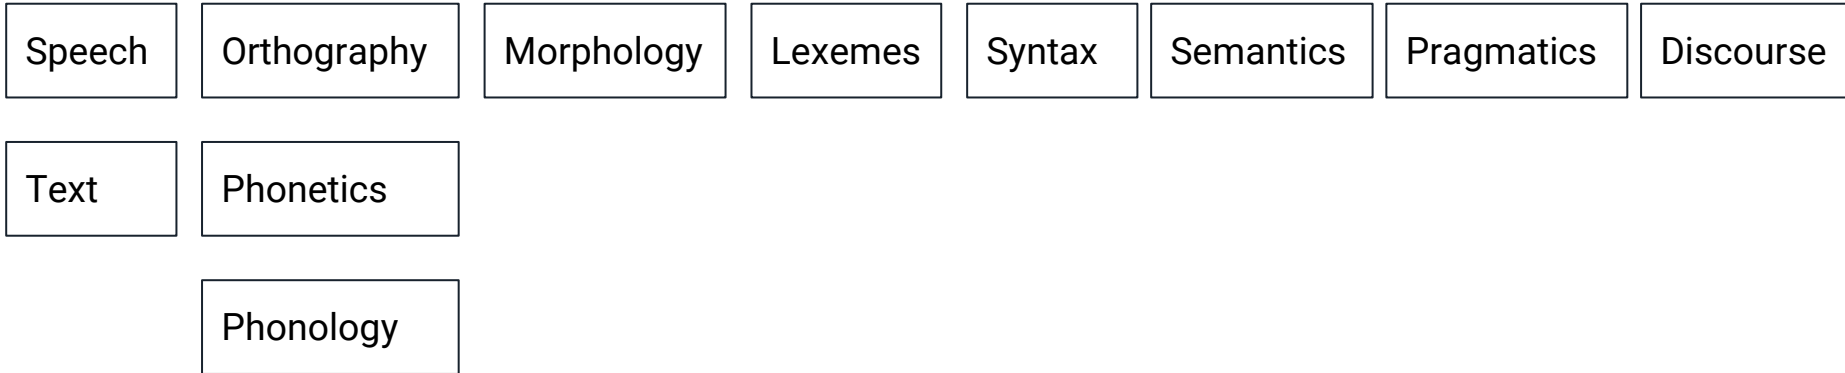 Speech Orthography Morphology Lexemes Syntax Semantics Pragmatics Discourse
Text Phonetics
Phonology